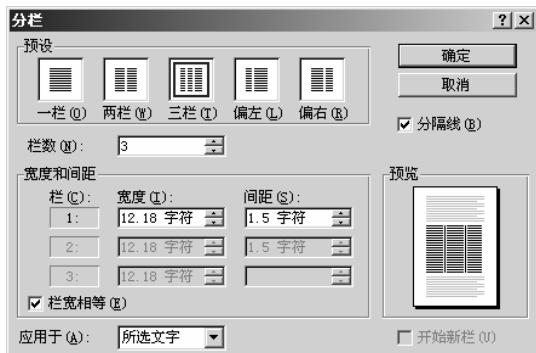 分栏
预设
一栏(O) 两栏(W) 三栏(T) 偏左(L) 偏右(R)
确定
取消
栏数(N): 3
分隔线(B)
宽度和间距
栏(C): 宽度(I): 间距(S):
1: 12.18 字符 1.5 字符
2: 12.18 字符 1.5 字符
3: 12.18 字符
栏宽相等(E)
预览
应用于(A): 所选文字
开始新栏(U)